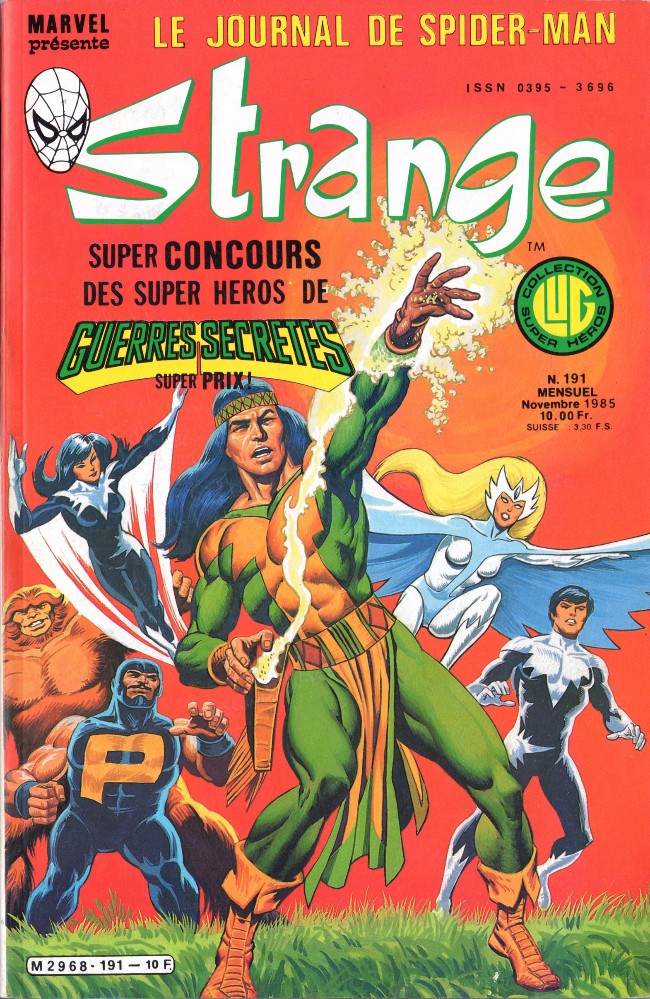 MARVEL
présente
LE JOURNAL DE SPIDER-MAN
ISSN 0395 - 3696
Strange
TM
SUPER CONCOURS
DES SUPER HEROS DE
GUERRES SECRETES
SUPER PRIX!
COLLECTION
LUG
SUPER HEROS
N. 191
MENSUEL
Novembre 1985
10.00 Fr.
SUISSE : 3,30 F.S.
P
M 2968 - 191 — 10 F.